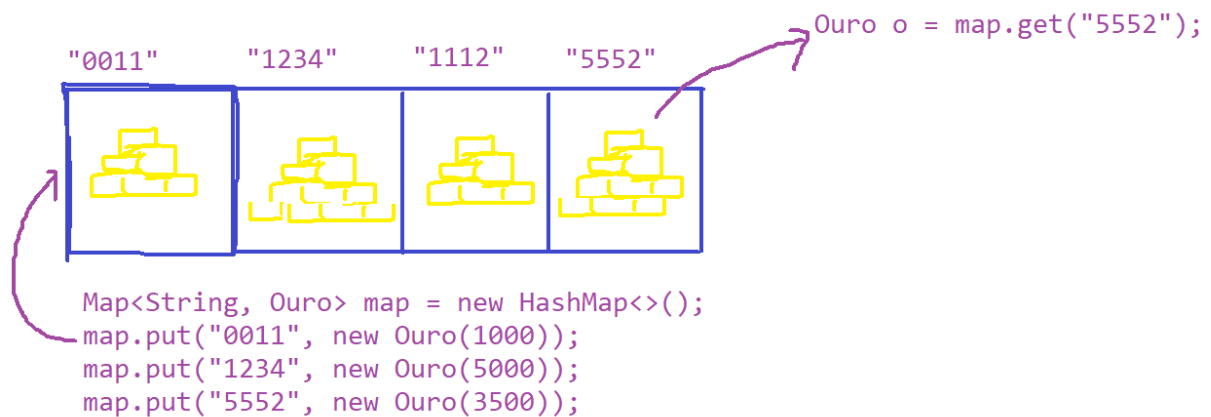 Ouro o = map.get("5552");
"0011" "1234" "1112" "5552"
Map<String, Ouro> map = new HashMap<>();
map.put("0011", new Ouro(1000));
map.put("1234", new Ouro(5000));
map.put("5552", new Ouro(3500));